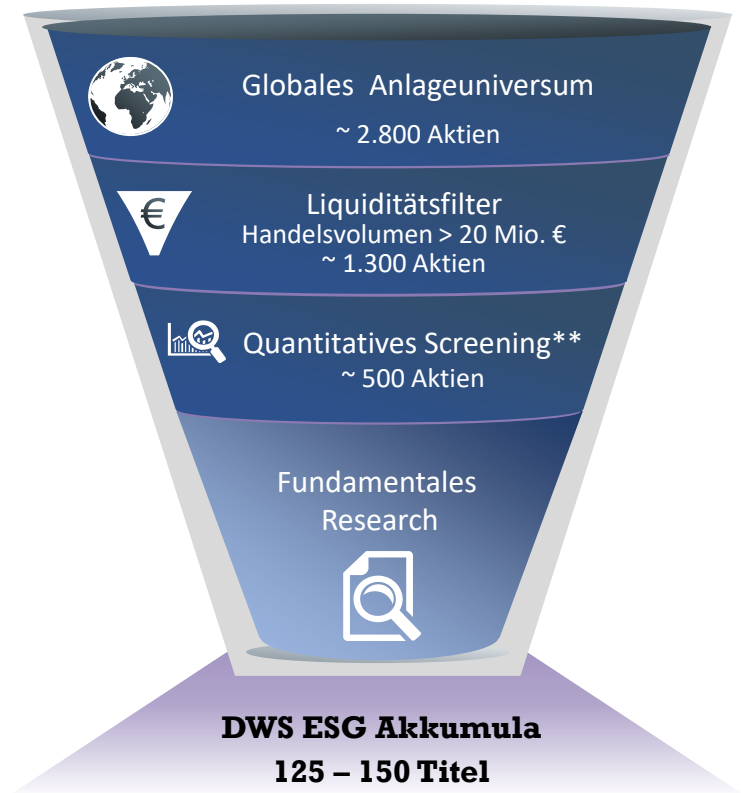 Globales Anlageuniversum
~ 2.800 Aktien
€
Liquiditätsfilter
Handelsvolumen > 20 Mio. €
~ 1.300 Aktien
Quantitatives Screening**
~ 500 Aktien
Fundamentales
Research
DWS ESG Akkumula
125 – 150 Titel